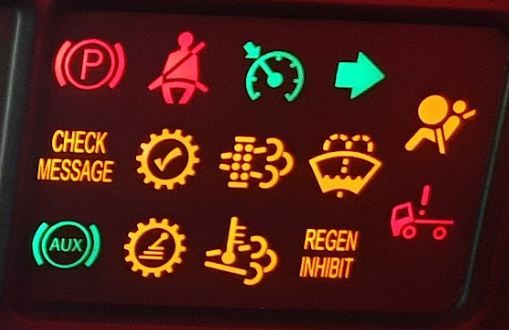 P
CHECK
MESSAGE
AUX
REGEN
INHIBIT